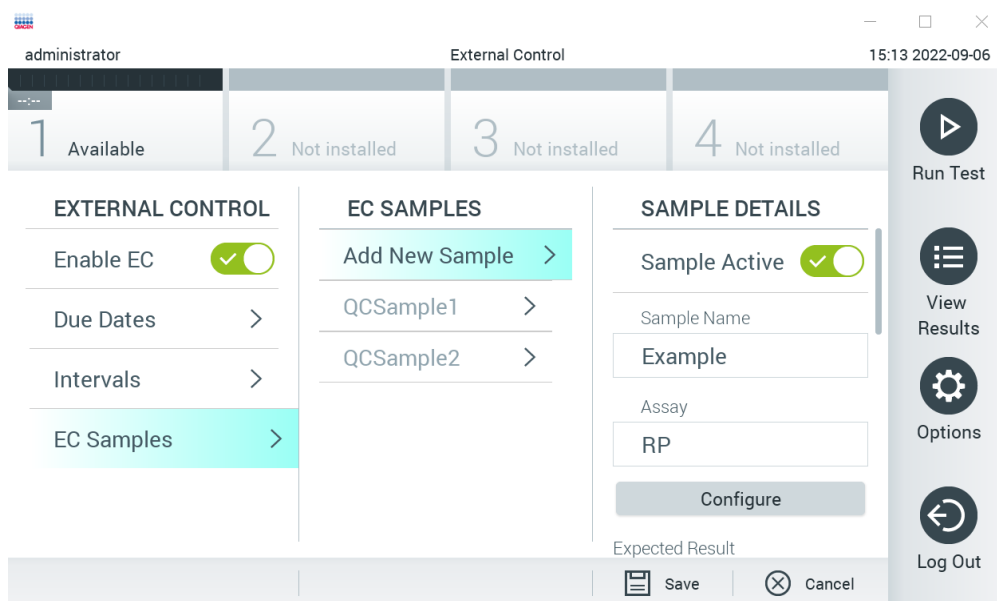 QIAGEN
administrator
External Control
15:13 2022-09-06
--:--
1 Available
2 Not installed
3 Not installed
4 Not installed
Run Test
View
Results
Options
Log Out
EXTERNAL CONTROL
Enable EC
Due Dates
Intervals
EC Samples
EC SAMPLES
Add New Sample
QCSample1
QCSample2
SAMPLE DETAILS
Sample Active
Sample Name
Example
Assay
RP
Configure
Expected Result
Save
Cancel